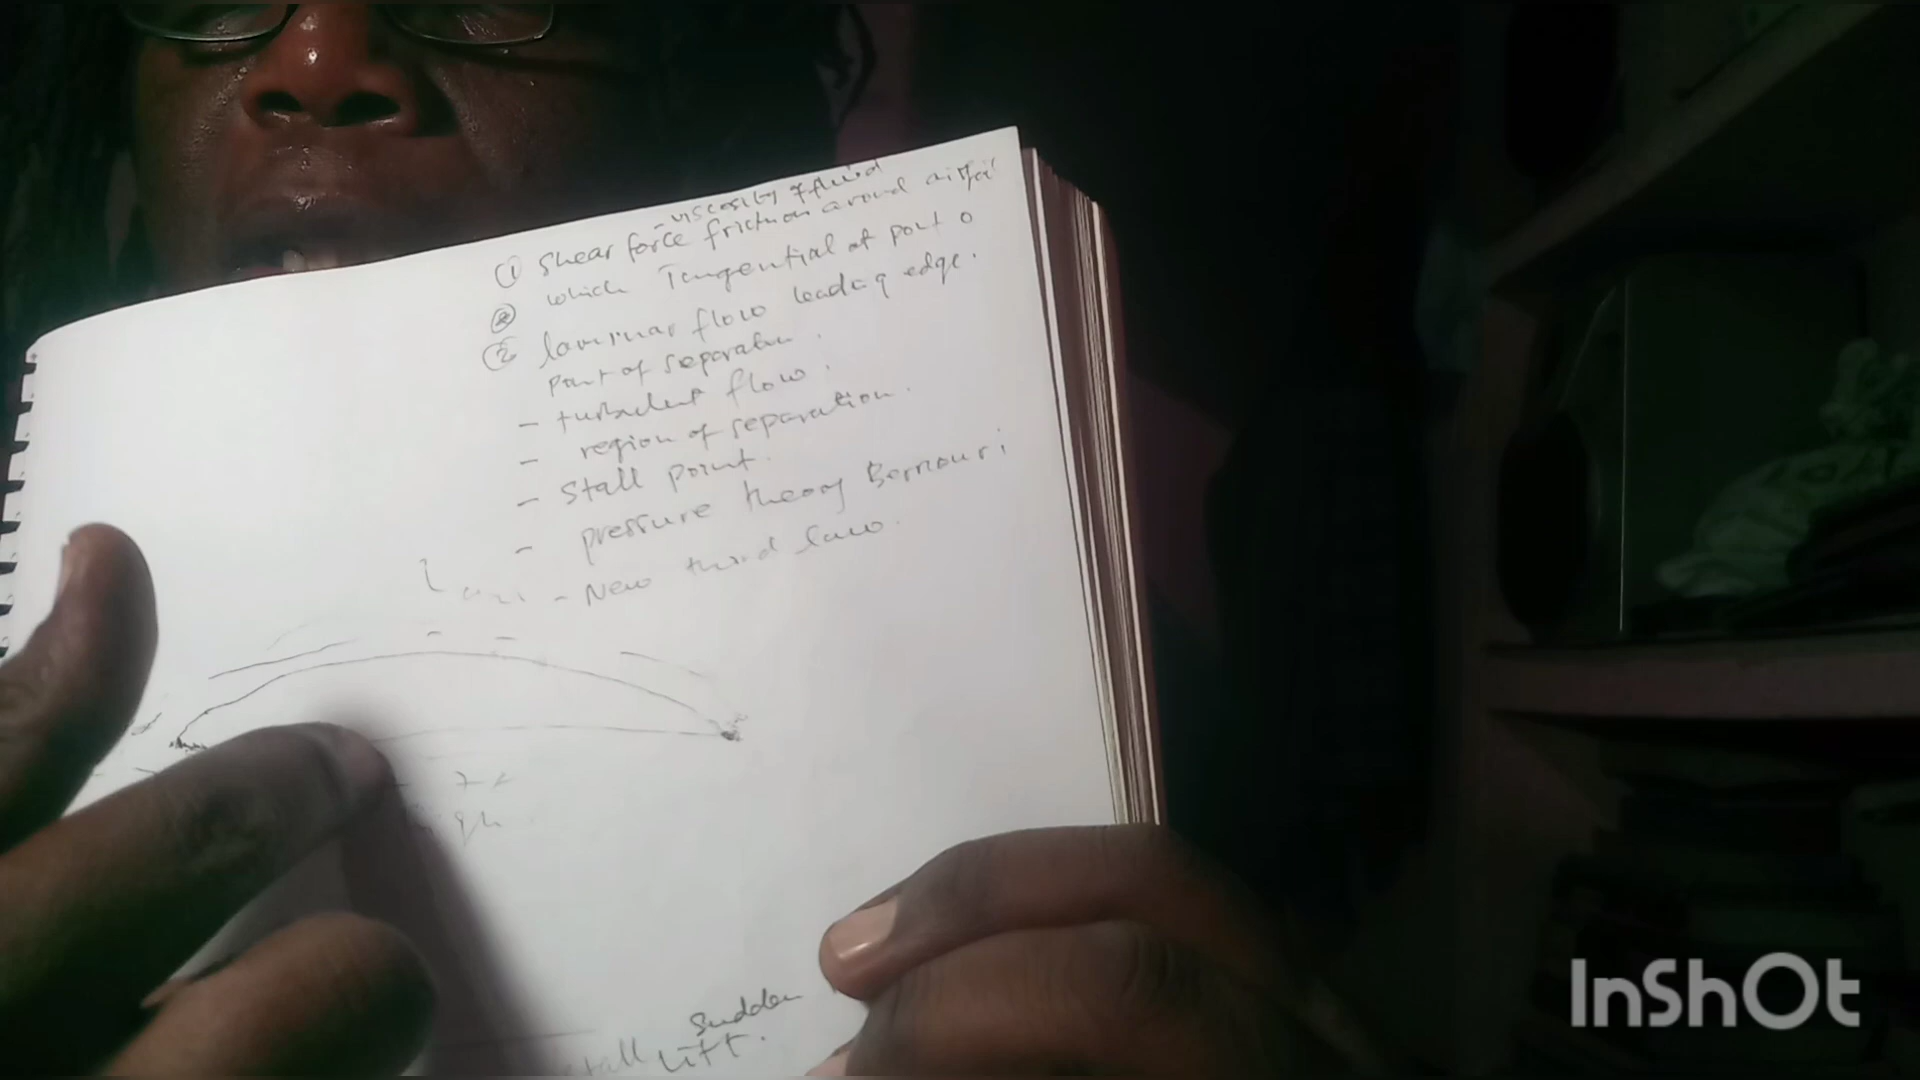 - viscosity of fluid
① Shear force friction around airfoil
② which Tangential at point o
② laminar flow leading edge.
point of separation.
- turbulent flow.
- region of separation.
- Stall point.
- pressure theory Bernouri
- New third law.
high
Sudden
stall Lift.
InShOt